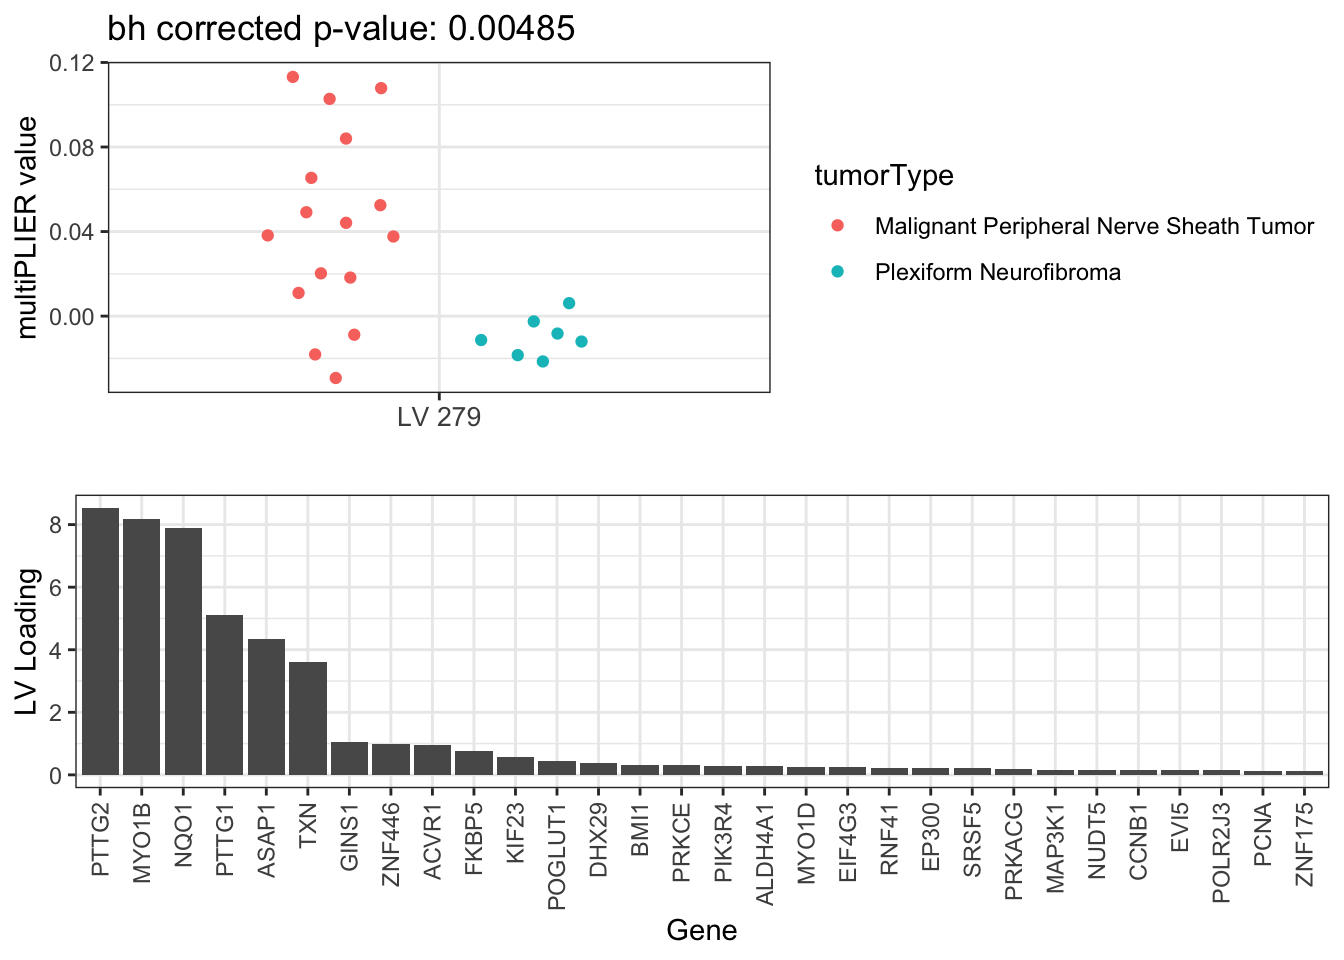 bh corrected p-value: 0.00485
multiPLIER value
0.12
0.08
0.04
0.00
LV 279
tumorType
Malignant Peripheral Nerve Sheath Tumor
Plexiform Neurofibroma
LV Loading
8
6
4
2
0
PTTG2
MYO1B
NQO1
PTTG1
ASAP1
TXN
GINS1
ZNF446
ACVR1
FKBP5
KIF23
POGLUT1
DHX29
BMI1
PRKCE
PIK3R4
ALDH4A1
MYO1D
EIF4G3
RNF41
EP300
SRSF5
PRKACG
MAP3K1
NUDT5
CCNB1
EVI5
POLR2J3
PCNA
ZNF175
Gene